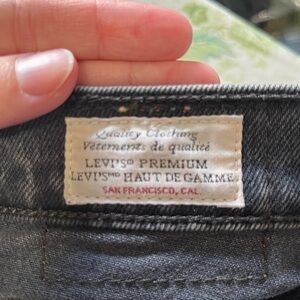 Quality Clothing
Vêtements de qualité
LEVI'S® PREMIUM
LEVI'S MD HAUT DE GAMME
SAN FRANCISCO, CAL.